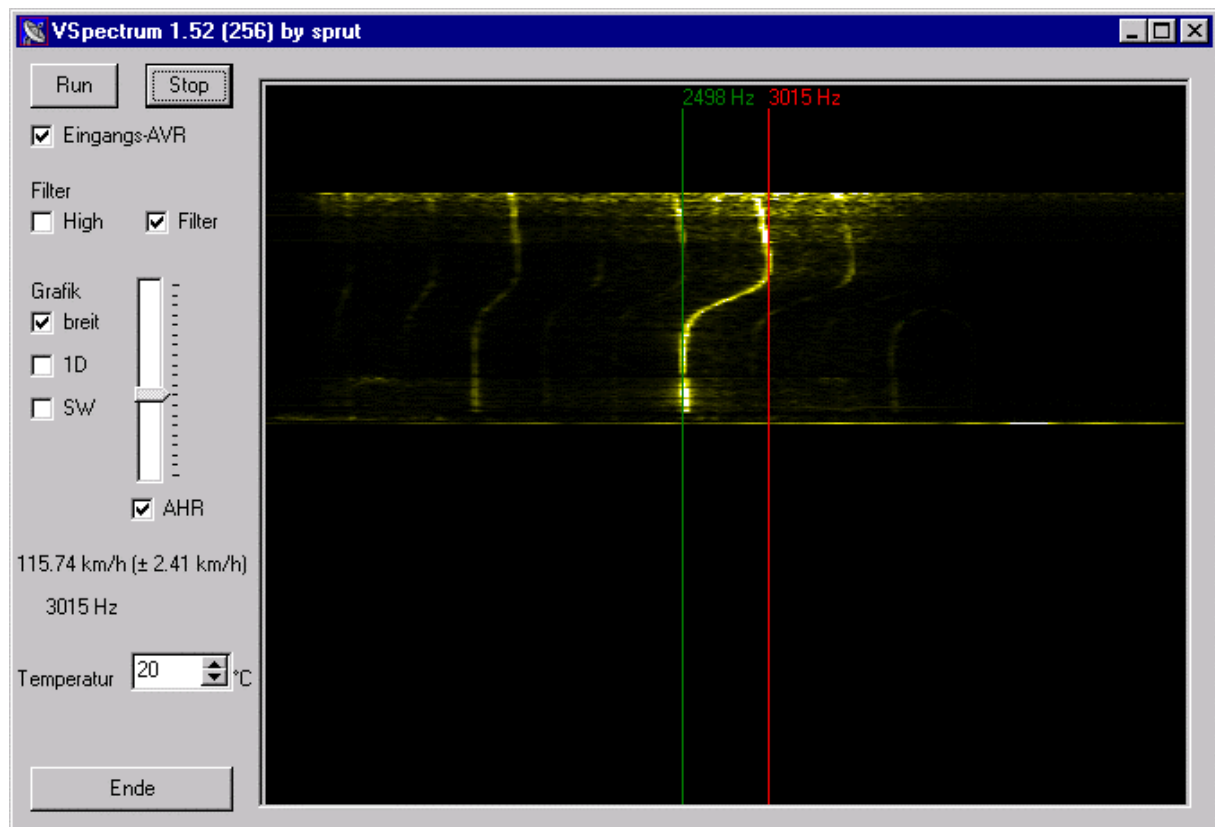 VSpectrum 1.52 (256) by sprut
Run Stop
Eingangs-AVR
Filter
High Filter
Grafik
breit
1D
SW
AHR
115.74 km/h (± 2.41 km/h)
3015 Hz
Temperatur 20 °C
Ende
2498 Hz 3015 Hz